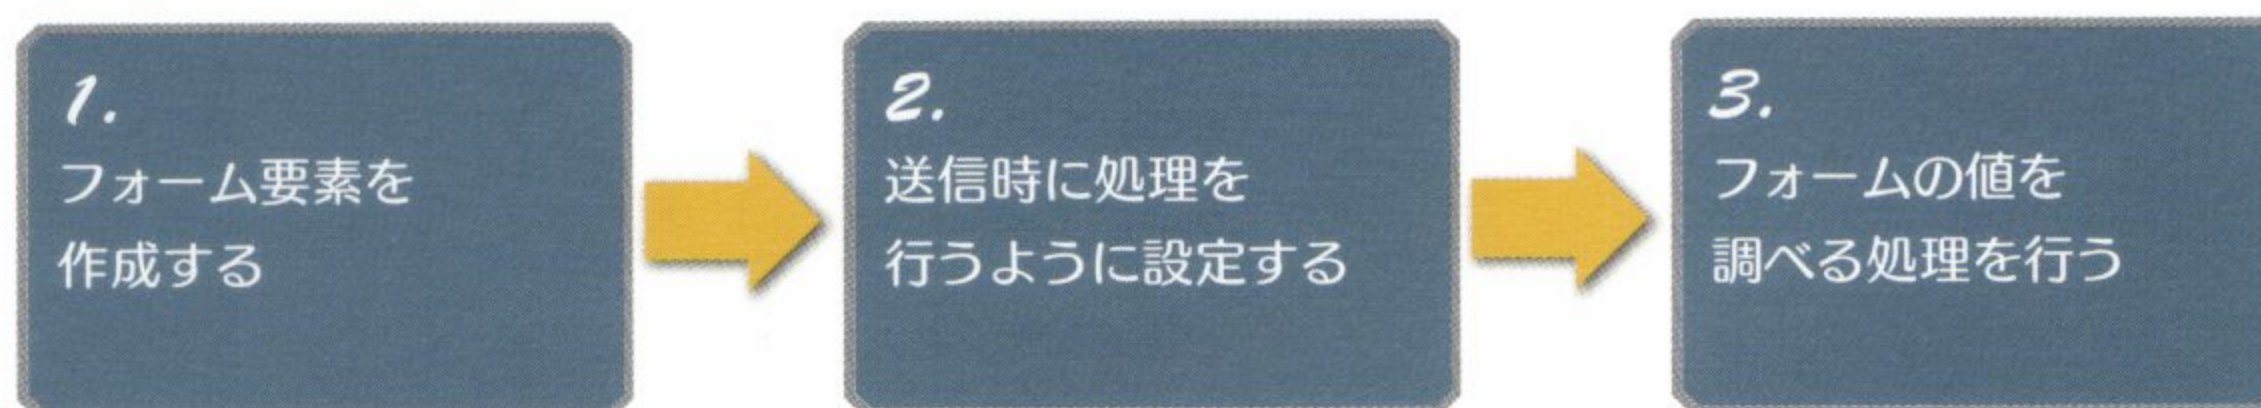 1.
フォーム要素を
作成する
2.
送信時に処理を
行うように設定する
3.
フォームの値を
調べる処理を行う